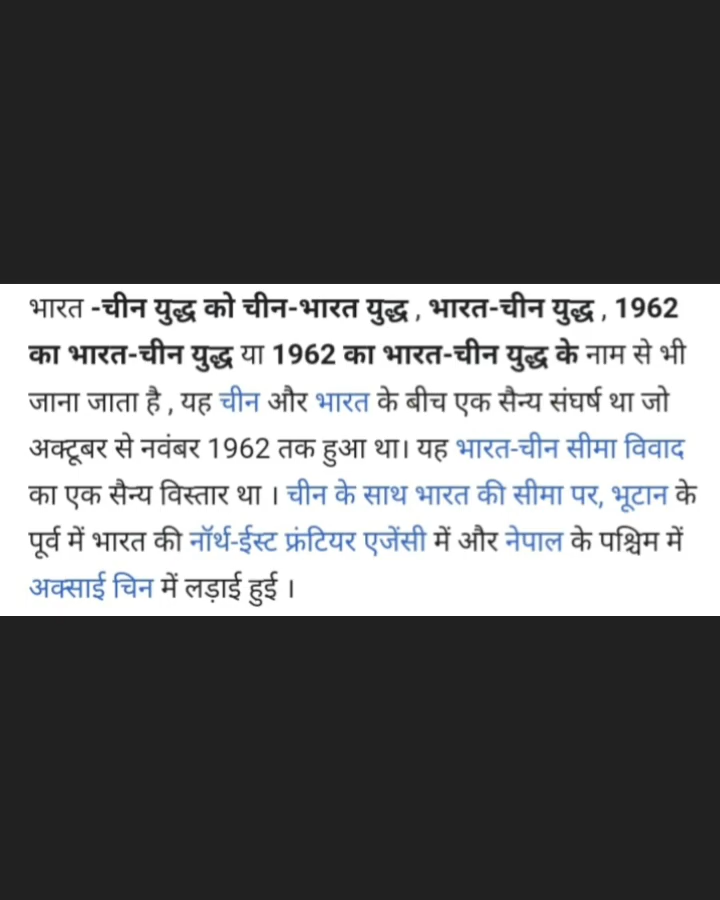 भारत -चीन युद्ध को चीन-भारत युद्ध , भारत-चीन युद्ध , 1962
का भारत-चीन युद्ध या 1962 का भारत-चीन युद्ध के नाम से भी
जाना जाता है , यह चीन और भारत के बीच एक सैन्य संघर्ष था जो
अक्टूबर से नवंबर 1962 तक हुआ था। यह भारत-चीन सीमा विवाद
का एक सैन्य विस्तार था । चीन के साथ भारत की सीमा पर, भूटान के
पूर्व में भारत की नॉर्थ-ईस्ट फ्रंटियर एजेंसी में और नेपाल के पश्चिम में
अक्साई चिन में लड़ाई हुई ।